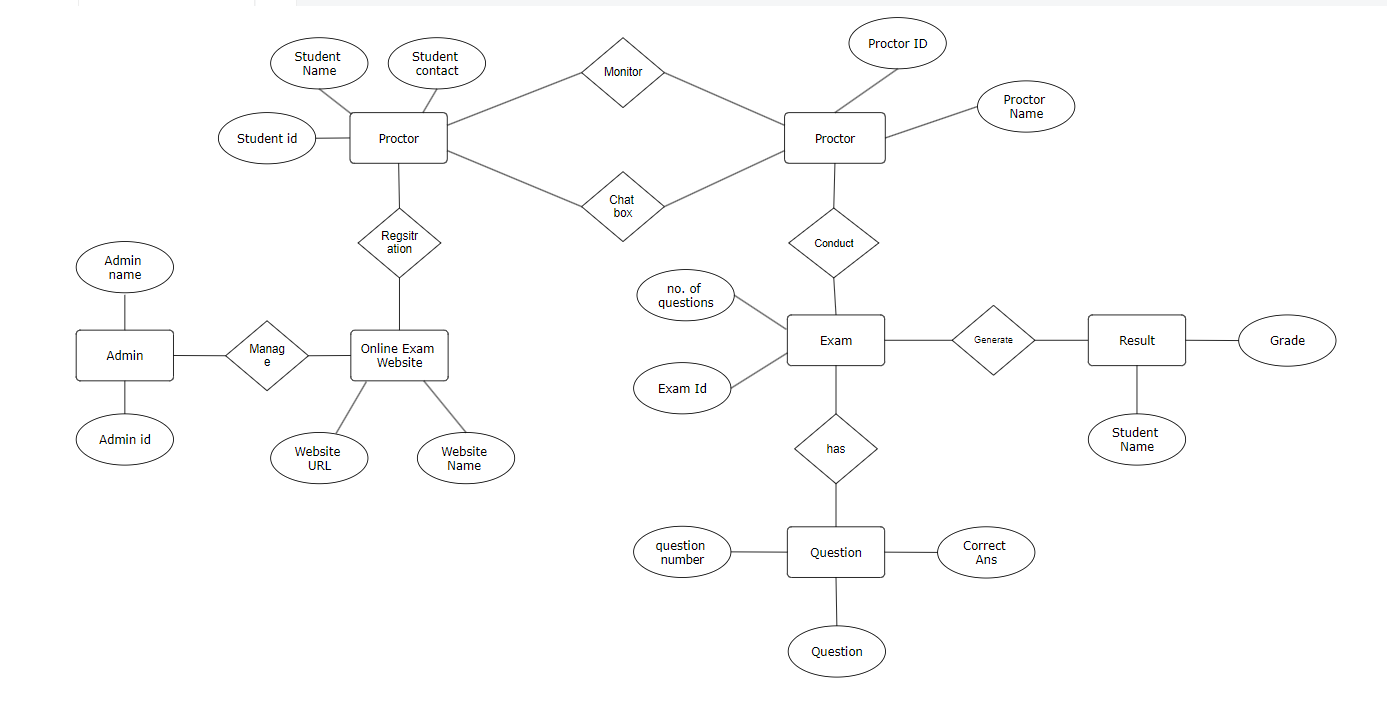 Proctor ID
Student
Name
Student
contact
Monitor
Proctor
Name
Student id
Proctor
Proctor
Chat
box
Regsitr
ation
Conduct
Admin
name
no. of
questions
Admin
Manag
e
Online Exam
Website
Exam
Generate
Result
Grade
Exam Id
Admin id
Website
URL
Website
Name
has
Student
Name
question
number
Question
Correct
Ans
Question